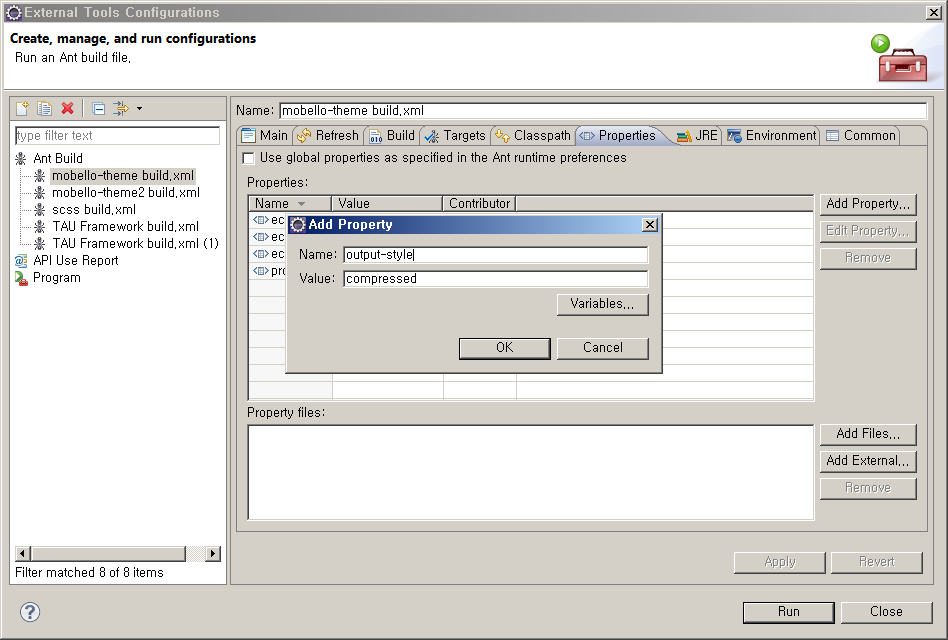 External Tools Configurations
Create, manage, and run configurations
Run an Ant build file.
type filter text
Ant Build
mobello-theme build.xml
mobello-theme2 build.xml
scss build.xml
TAU Framework build.xml
TAU Framework build.xml (1)
API Use Report
Program
Filter matched 8 of 8 items
Name: mobello-theme build.xml
Main Refresh Build Targets Classpath Properties JRE Environment Common
Use global properties as specified in the Ant runtime preferences
Properties:
Name Value Contributor
ec
ec
ec
pro
Add Property...
Edit Property...
Remove
Add Property
Name: output-style
Value: compressed
Variables...
OK Cancel
Property files:
Add Files...
Add External...
Remove
Apply Revert
Run Close